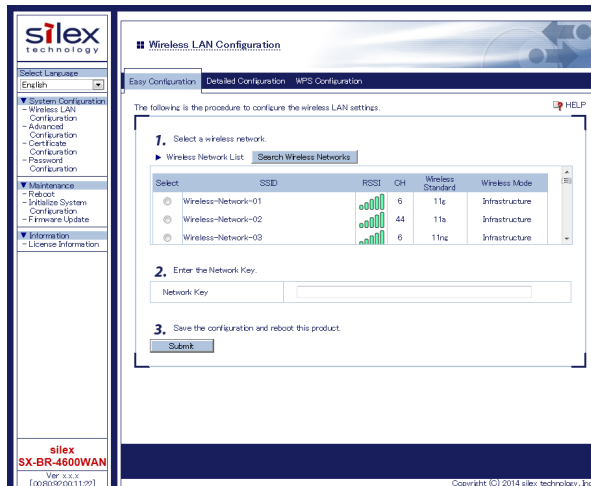 silex
technology
Select Language
English
▼ System Configuration
- Wireless LAN
Configuration
- Advanced
Configuration
- Certificate
Configuration
- Password
Configuration
▼ Maintenance
- Reboot
- Initialize System
Configuration
- Firmware Update
▼ Information
- License Information
silex
SX-BR-4600WAN
Ver x.x.x
[00:80:92:00:11:22]
Wireless LAN Configuration
Easy Configuration Detailed Configuration WPS Configuration
The following is the procedure to configure the wireless LAN settings.
HELP
1. Select a wireless network.
Wireless Network List Search Wireless Networks
Select SSID RSSI CH Wireless Standard Wireless Mode
Wireless-Network-01 6 11g Infrastructure
Wireless-Network-02 44 11a Infrastructure
Wireless-Network-03 6 11ng Infrastructure
2. Enter the Network Key.
Network Key
3. Save the configuration and reboot this product.
Submit
Copyright (C) 2014 silex technology, Inc